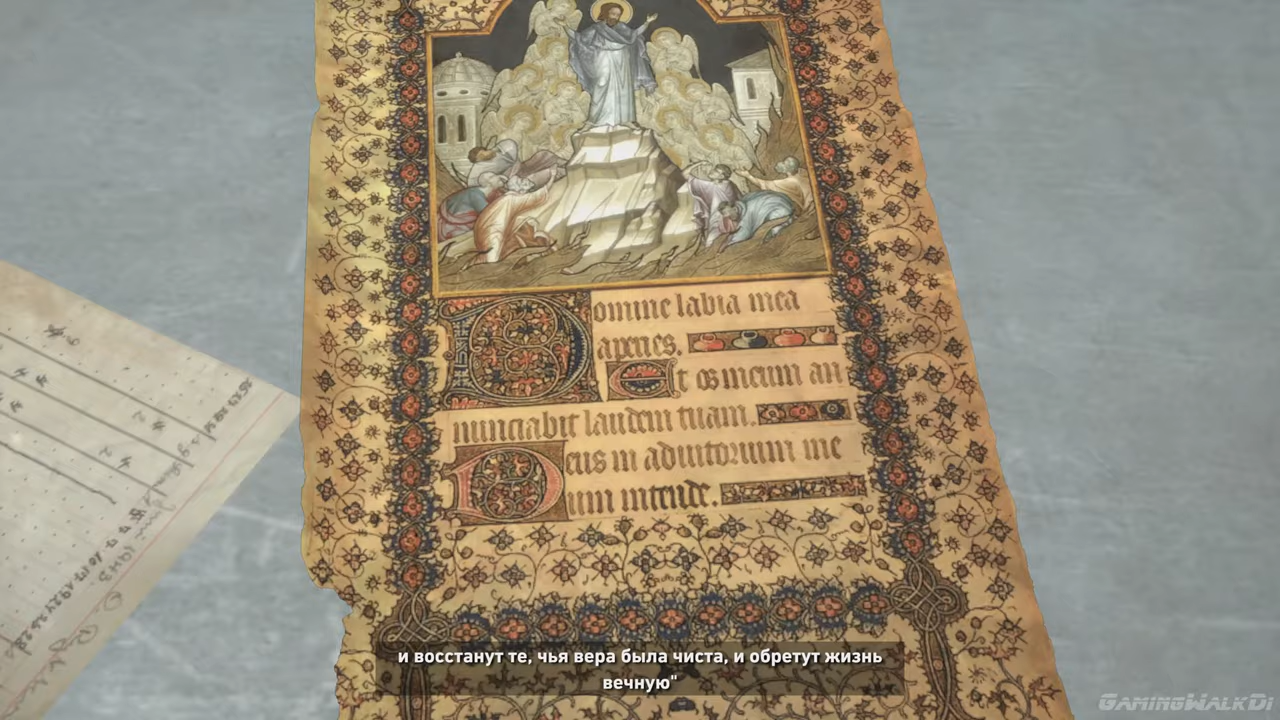 Domine labia mea
aperies.
Et os meum an
nunciabit laudem tuam.
Deus in adiutorium me
um intende.
и восстанут те, чья вера была чиста, и обретут жизнь
вечную"
GamingWalkDi